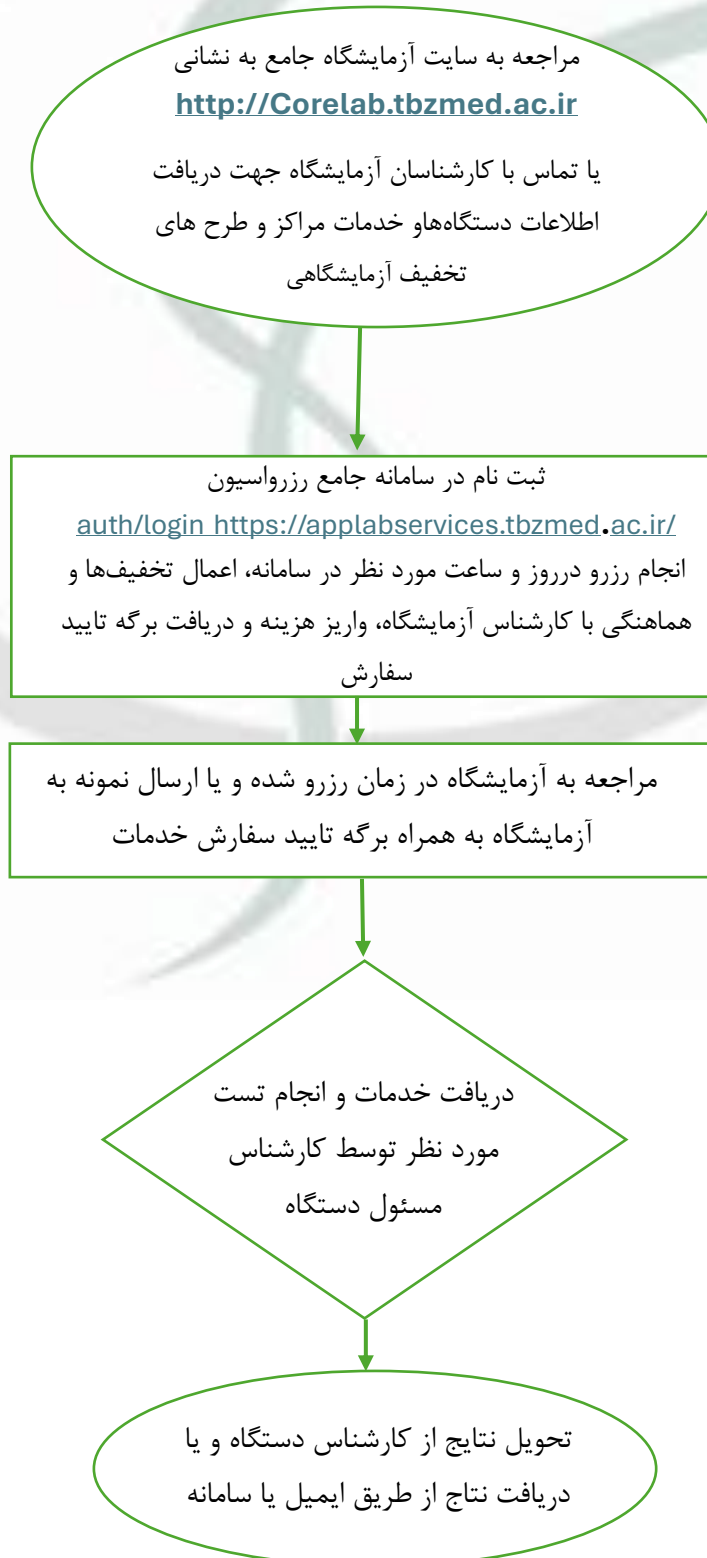 مراجعه به سایت آزمایشگاه جامع به نشانی
http://Corelab.tbzmed.ac.ir
یا تماس با کارشناسان آزمایشگاه جهت دریافت
اطلاعات دستگاه‌هاو خدمات مراکز و طرح های
تخفیف آزمایشگاهی
ثبت نام در سامانه جامع رزرواسیون
auth/login https://applabservices.tbzmed.ac.ir/
انجام رزرو درروز و ساعت مورد نظر در سامانه، اعمال تخفیف‌ها و
هماهنگی با کارشناس آزمایشگاه، واریز هزینه و دریافت برگه تایید
سفارش
مراجعه به آزمایشگاه در زمان رزرو شده و یا ارسال نمونه به
آزمایشگاه به همراه برگه تایید سفارش خدمات
دریافت خدمات و انجام تست
مورد نظر توسط کارشناس
مسئول دستگاه
تحویل نتایج از کارشناس دستگاه و یا
دریافت نتاج از طریق ایمیل یا سامانه